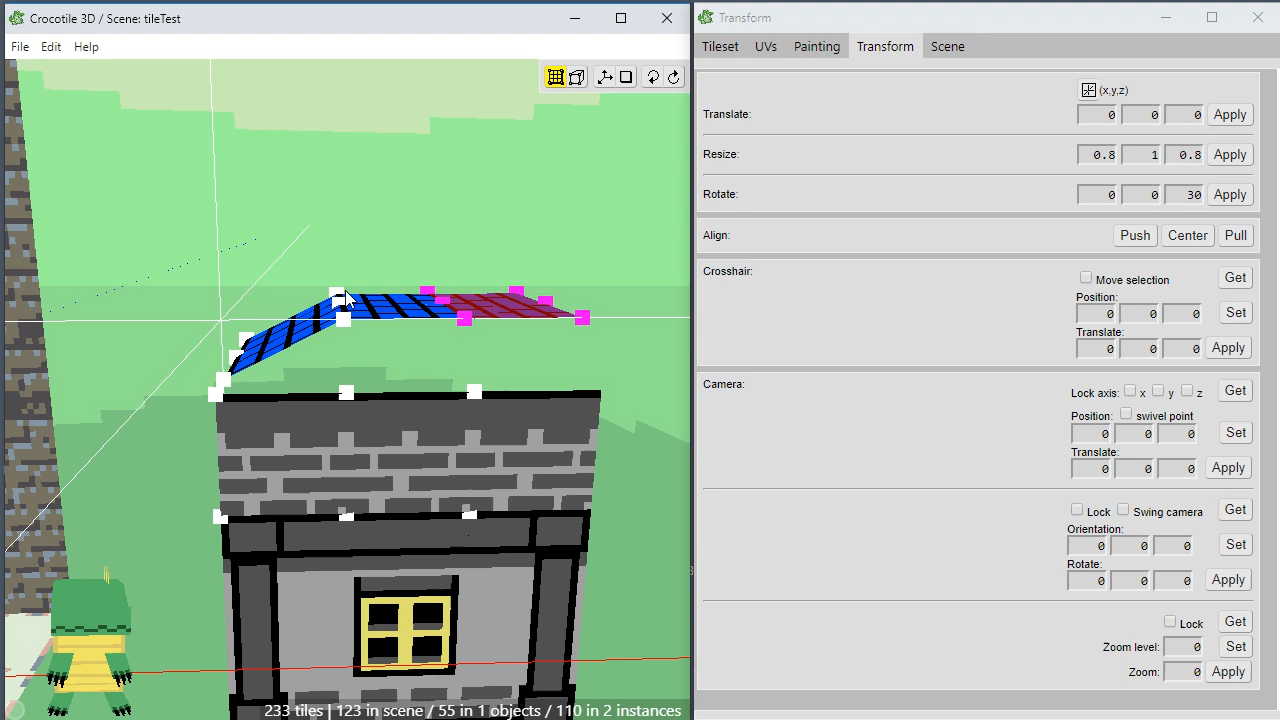 Crocotile 3D / Scene: tileTest
File Edit Help
233 tiles | 123 in scene / 55 in 1 objects / 110 in 2 instances
Transform
Tileset UVs Painting Transform Scene
(x,y,z)
Translate: 0 0 0 Apply
Resize: 0.8 1 0.8 Apply
Rotate: 0 0 30 Apply
Align: Push Center Pull
Crosshair: Move selection Get
Position:
0 0 0 Set
Translate:
0 0 0 Apply
Camera: Lock axis: x y z Get
Position: swivel point
0 0 0 Set
Translate:
0 0 0 Apply
Lock Swing camera Get
Orientation:
0 0 0 Set
Rotate:
0 0 0 Apply
Lock Get
Zoom level: 0 Set
Zoom: 0 Apply